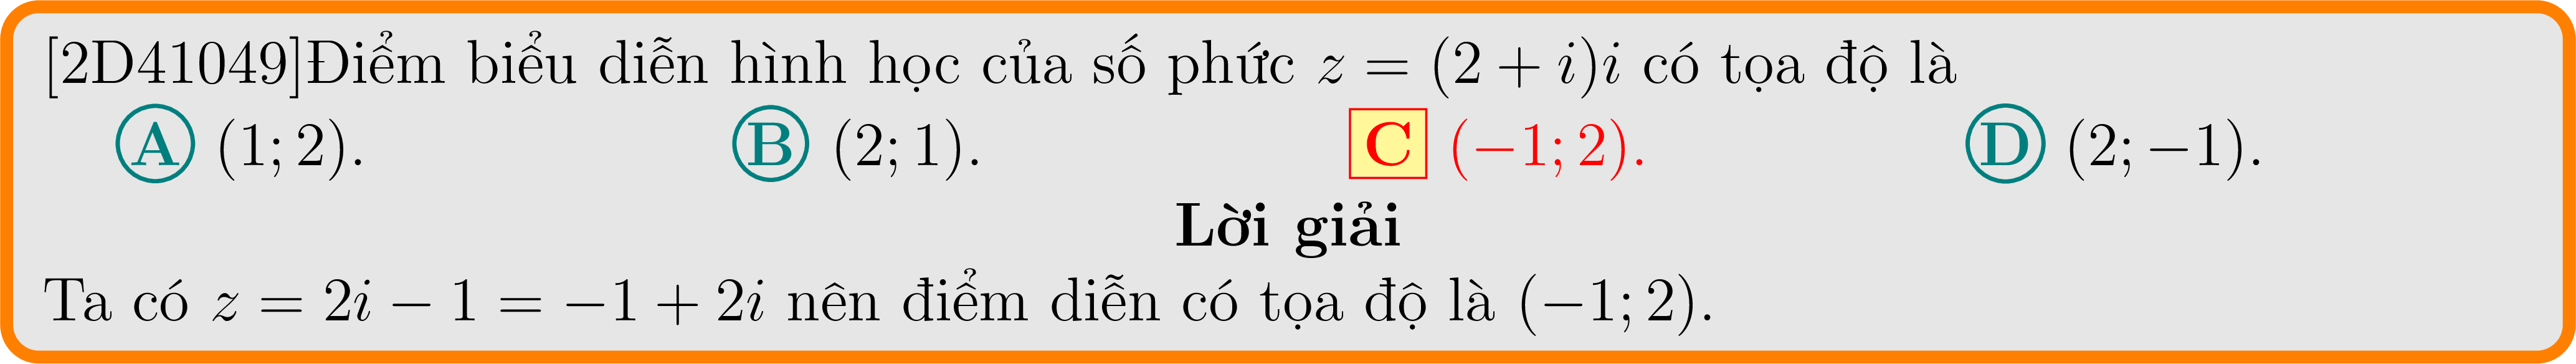 [2D41049]Điểm biểu diễn hình học của số phức z = (2 + i)i có tọa độ là
A (1; 2). B (2; 1). C (−1; 2). D (2; −1).
Lời giải
Ta có z = 2i − 1 = −1 + 2i nên điểm diễn có tọa độ là (−1; 2).